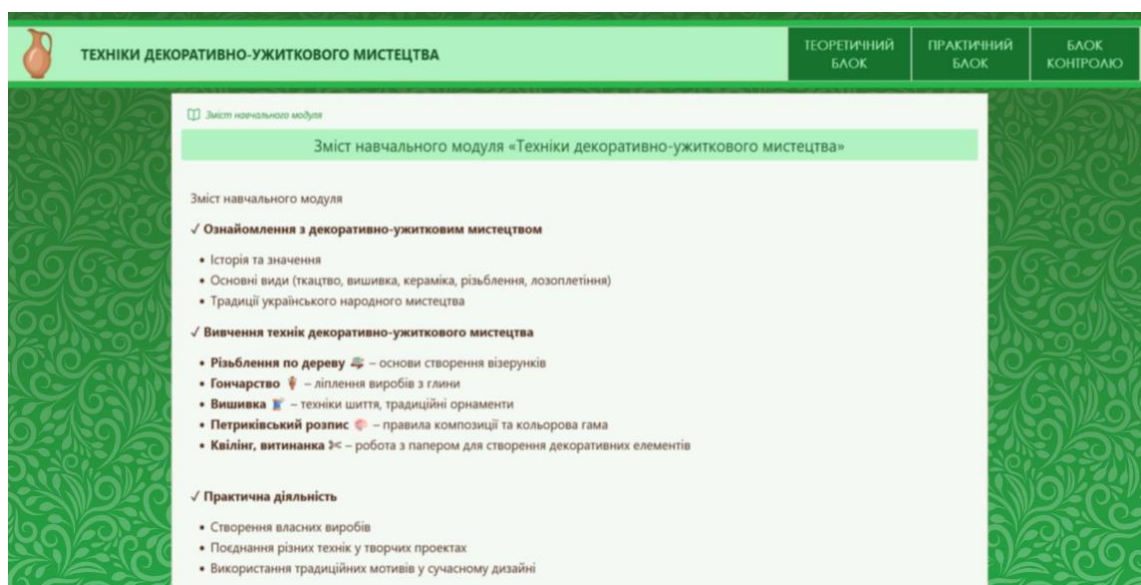 ТЕХНІКИ ДЕКОРАТИВНО-УЖИТКОВОГО МИСТЕЦТВА
ТЕОРЕТИЧНИЙ
БЛОК
ПРАКТИЧНИЙ
БЛОК
БЛОК
КОНТРОЛЮ
Зміст навчального модуля
Зміст навчального модуля «Техніки декоративно-ужиткового мистецтва»
Зміст навчального модуля
✓ Ознайомлення з декоративно-ужитковим мистецтвом
• Історія та значення
• Основні види (ткацтво, вишивка, кераміка, різьблення, лозоплетіння)
• Традиції українського народного мистецтва
✓ Вивчення технік декоративно-ужиткового мистецтва
• Різьблення по дереву – основи створення візерунків
• Гончарство – ліплення виробів з глини
• Вишивка – техніки шиття, традиційні орнаменти
• Петриківський розпис – правила композиції та кольорова гама
• Квілінг, витинанка ✂ – робота з папером для створення декоративних елементів
✓ Практична діяльність
• Створення власних виробів
• Поєднання різних технік у творчих проектах
• Використання традиційних мотивів у сучасному дизайні